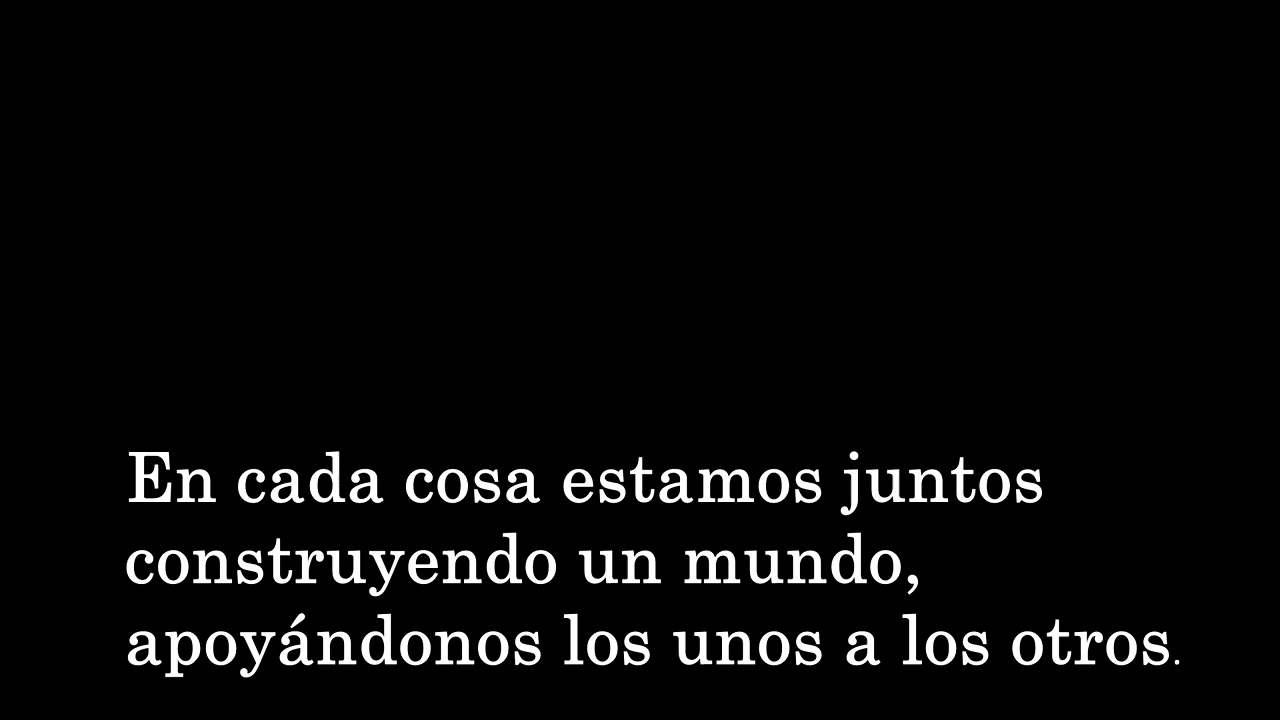 En cada cosa estamos juntos
construyendo un mundo,
apoyándonos los unos a los otros.